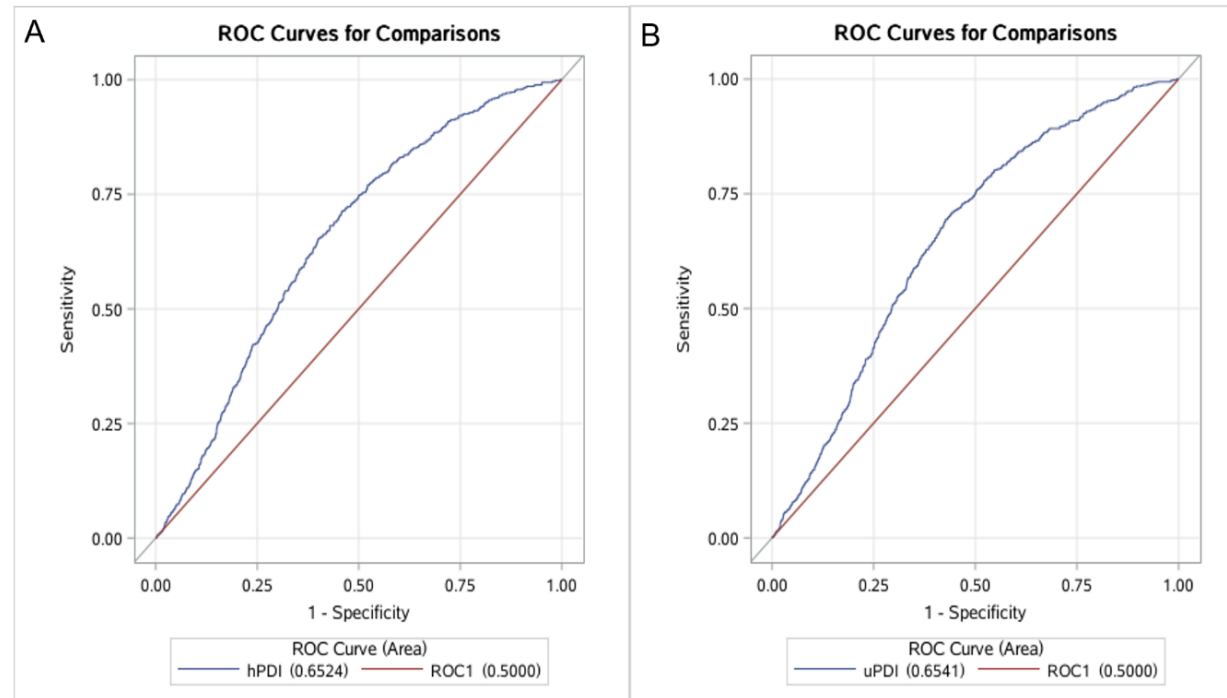 A
ROC Curves for Comparisons
1.00
0.75
0.50
0.25
0.00
Sensitivity
0.00 0.25 0.50 0.75 1.00
1 - Specificity
ROC Curve (Area)
hPDI (0.6524) ROC1 (0.5000)
B
ROC Curves for Comparisons
1.00
0.75
0.50
0.25
0.00
Sensitivity
0.00 0.25 0.50 0.75 1.00
1 - Specificity
ROC Curve (Area)
uPDI (0.6541) ROC1 (0.5000)